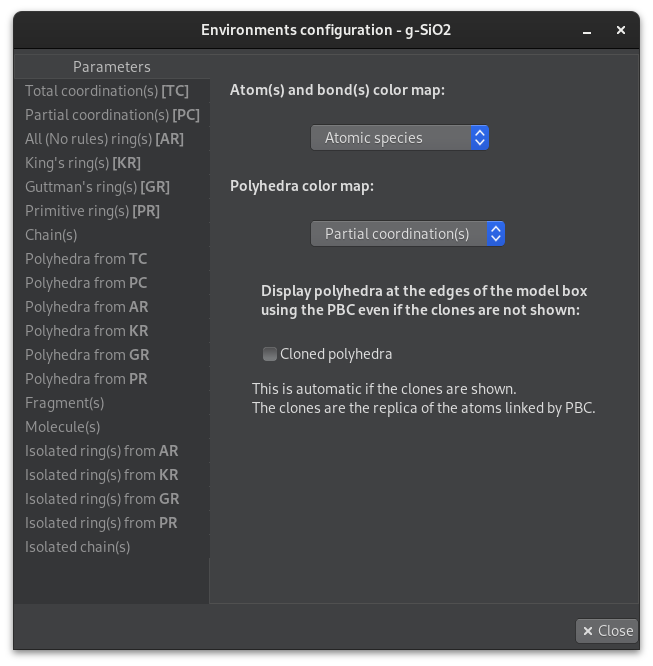 Environments configuration - g-SiO2
Parameters
Total coordination(s) [TC]
Partial coordination(s) [PC]
All (No rules) ring(s) [AR]
King's ring(s) [KR]
Guttman's ring(s) [GR]
Primitive ring(s) [PR]
Chain(s)
Polyhedra from TC
Polyhedra from PC
Polyhedra from AR
Polyhedra from KR
Polyhedra from GR
Polyhedra from PR
Fragment(s)
Molecule(s)
Isolated ring(s) from AR
Isolated ring(s) from KR
Isolated ring(s) from GR
Isolated ring(s) from PR
Isolated chain(s)
Atom(s) and bond(s) color map:
Atomic species
Polyhedra color map:
Partial coordination(s)
Display polyhedra at the edges of the model box
using the PBC even if the clones are not shown:
Cloned polyhedra
This is automatic if the clones are shown.
The clones are the replica of the atoms linked by PBC.
Close